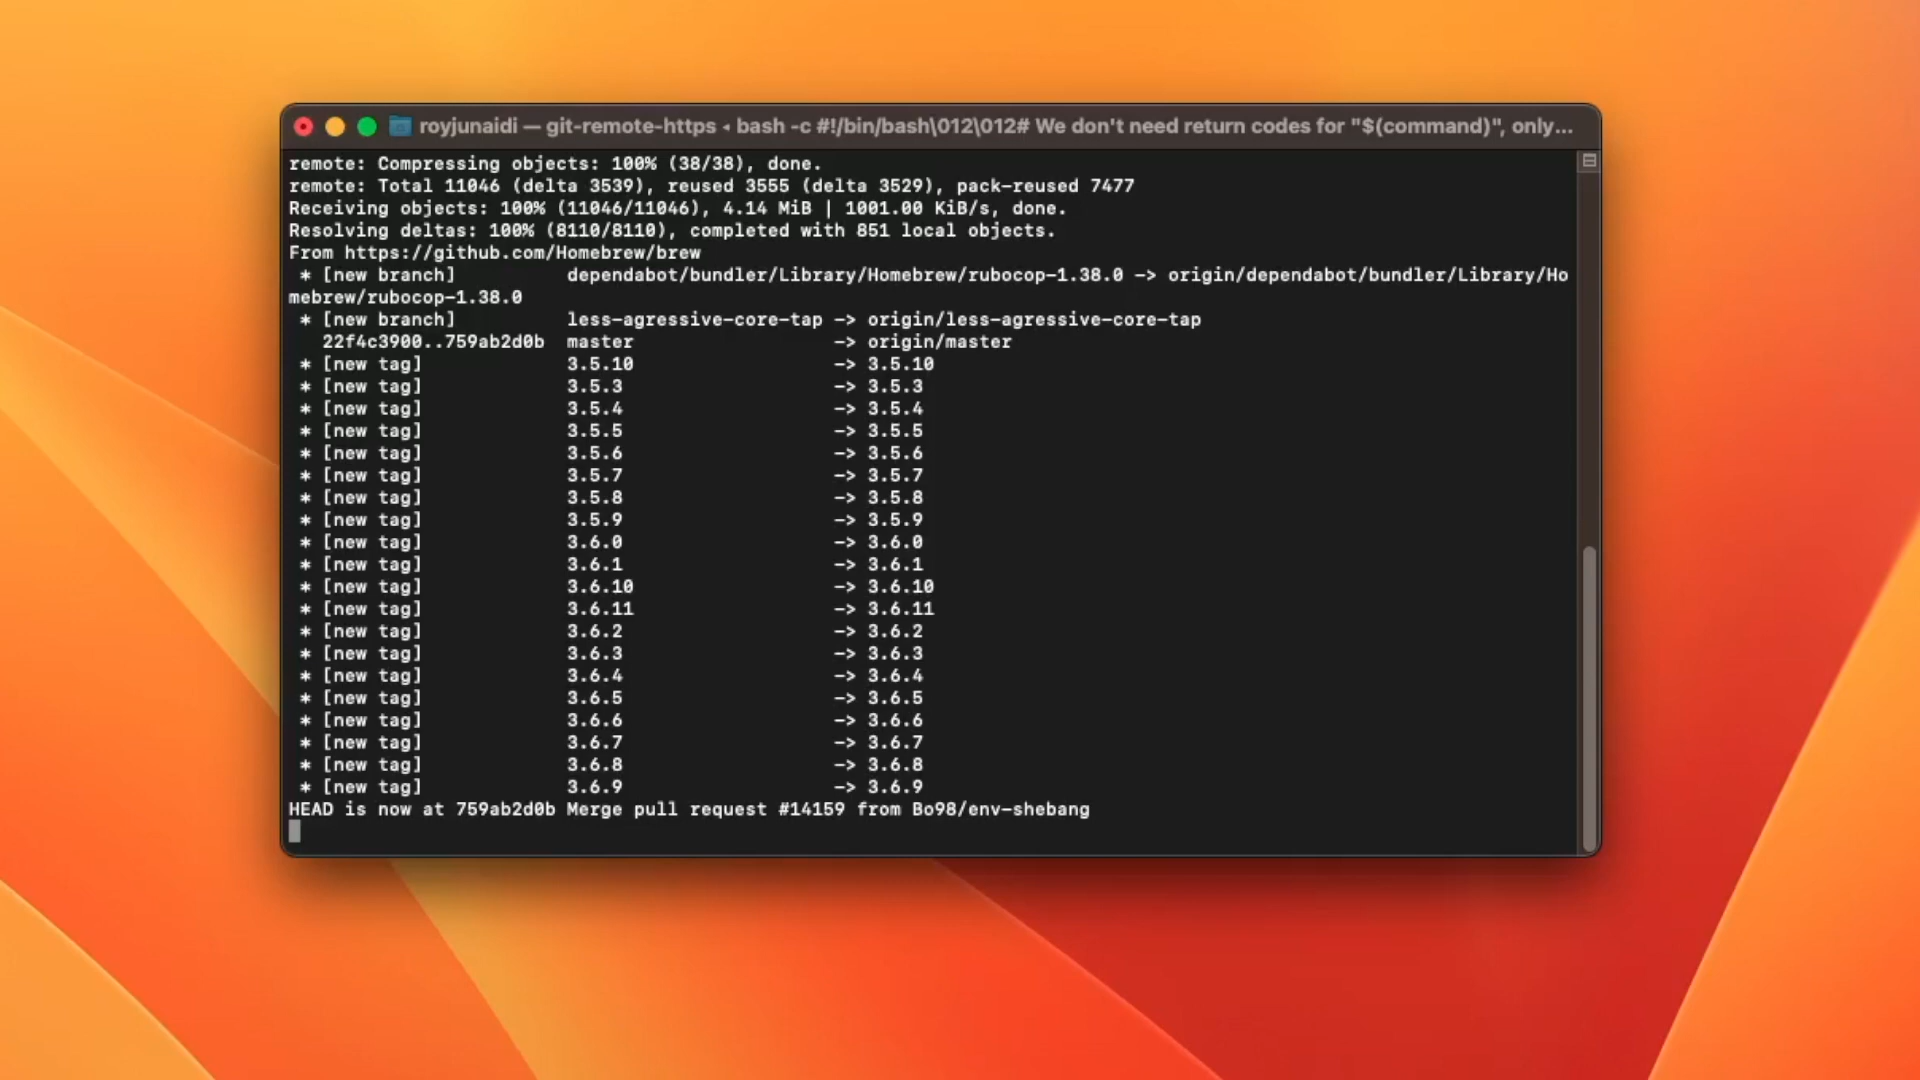 royjunaidi — git-remote-https ◂ bash -c #!/bin/bash\012\012# We don't need return codes for "$(command)", only...
remote: Compressing objects: 100% (38/38), done.
remote: Total 11046 (delta 3539), reused 3555 (delta 3529), pack-reused 7477
Receiving objects: 100% (11046/11046), 4.14 MiB | 1001.00 KiB/s, done.
Resolving deltas: 100% (8110/8110), completed with 851 local objects.
From https://github.com/Homebrew/brew
 * [new branch]          dependabot/bundler/Library/Homebrew/rubocop-1.38.0 -> origin/dependabot/bundler/Library/Ho
mebrew/rubocop-1.38.0
 * [new branch]          less-agressive-core-tap -> origin/less-agressive-core-tap
   22f4c3900..759ab2d0b  master                  -> origin/master
 * [new tag]             3.5.10                  -> 3.5.10
 * [new tag]             3.5.3                   -> 3.5.3
 * [new tag]             3.5.4                   -> 3.5.4
 * [new tag]             3.5.5                   -> 3.5.5
 * [new tag]             3.5.6                   -> 3.5.6
 * [new tag]             3.5.7                   -> 3.5.7
 * [new tag]             3.5.8                   -> 3.5.8
 * [new tag]             3.5.9                   -> 3.5.9
 * [new tag]             3.6.0                   -> 3.6.0
 * [new tag]             3.6.1                   -> 3.6.1
 * [new tag]             3.6.10                  -> 3.6.10
 * [new tag]             3.6.11                  -> 3.6.11
 * [new tag]             3.6.2                   -> 3.6.2
 * [new tag]             3.6.3                   -> 3.6.3
 * [new tag]             3.6.4                   -> 3.6.4
 * [new tag]             3.6.5                   -> 3.6.5
 * [new tag]             3.6.6                   -> 3.6.6
 * [new tag]             3.6.7                   -> 3.6.7
 * [new tag]             3.6.8                   -> 3.6.8
 * [new tag]             3.6.9                   -> 3.6.9
HEAD is now at 759ab2d0b Merge pull request #14159 from Bo98/env-shebang